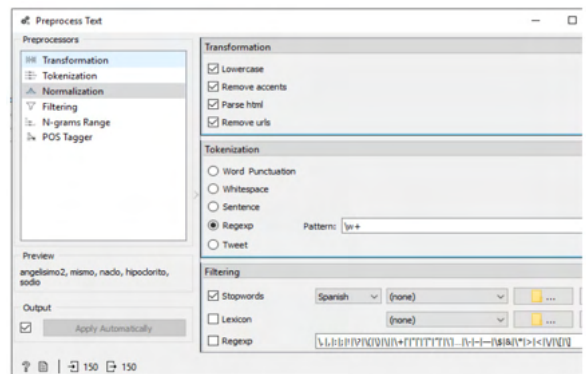 Preprocess Text
Preprocessors
Transformation
Tokenization
Normalization
Filtering
N-grams Range
POS Tagger
Preview
angelisimo2, mismo, naclo, hipoclorito,
sodio
Output
Apply Automatically
150 150
Transformation
Lowercase
Remove accents
Parse html
Remove urls
Tokenization
Word Punctuation
Whitespace
Sentence
Regexp Pattern: \w+
Tweet
Filtering
Stopwords Spanish (none) ...
Lexicon (none)
Regexp